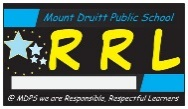 Mount Druitt Public School
RRL
@ MDPS we are Responsible, Respectful Learners